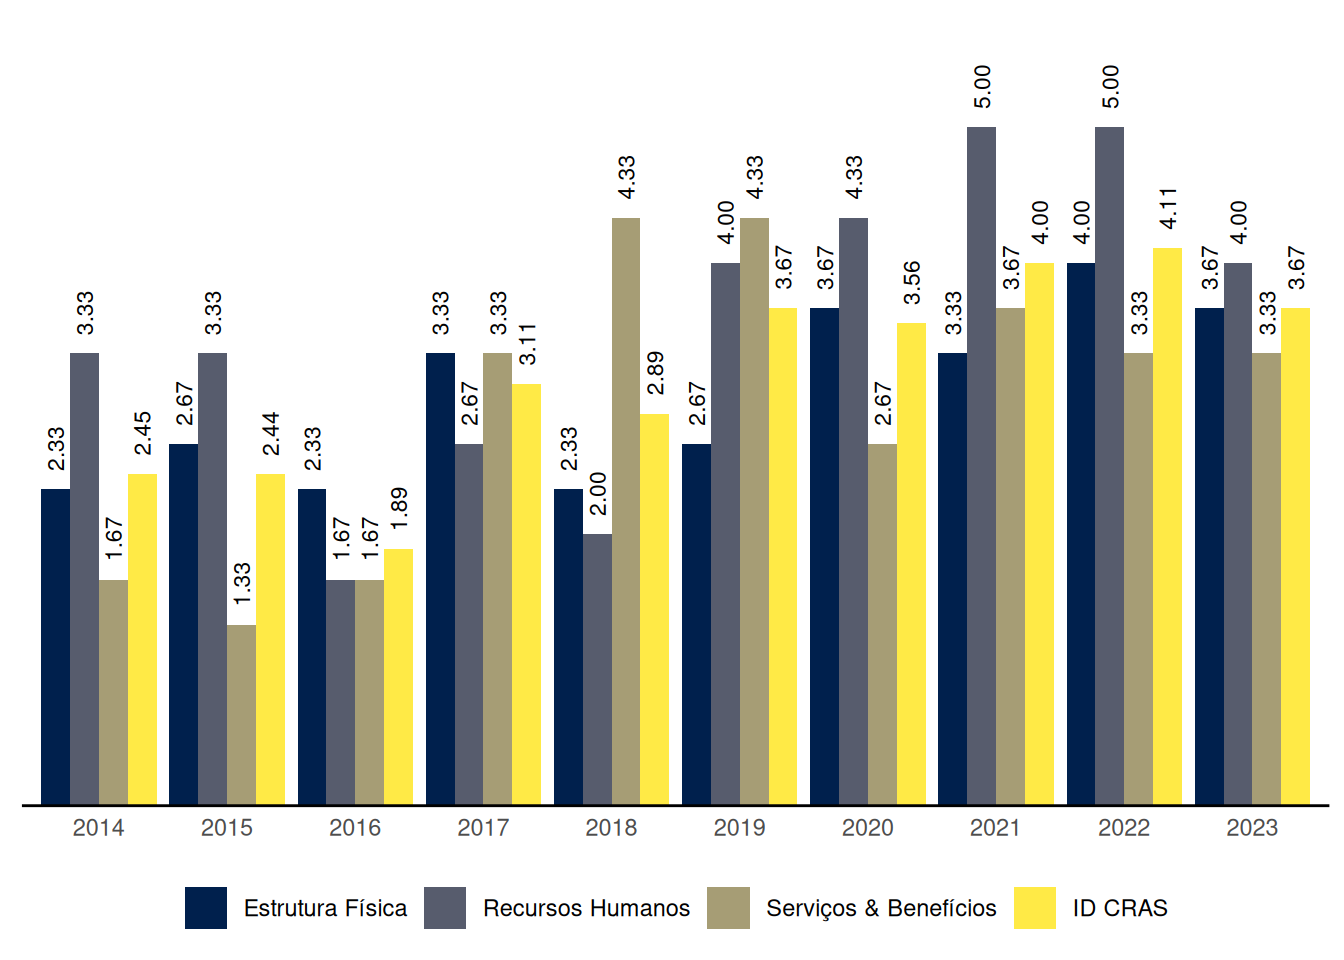 2.33 3.33 1.67 2.45 2.67 3.33 1.33 2.44 2.33 1.67 1.67 1.89 3.33 2.67 3.33 3.11 2.33 2.00 4.33 2.89 2.67 4.00 4.33 3.67 3.67 4.33 2.67 3.56 3.33 5.00 3.67 4.00 4.00 5.00 3.33 4.11 3.67 4.00 3.33 3.67
2014 2015 2016 2017 2018 2019 2020 2021 2022 2023
Estrutura Física Recursos Humanos Serviços & Benefícios ID CRAS